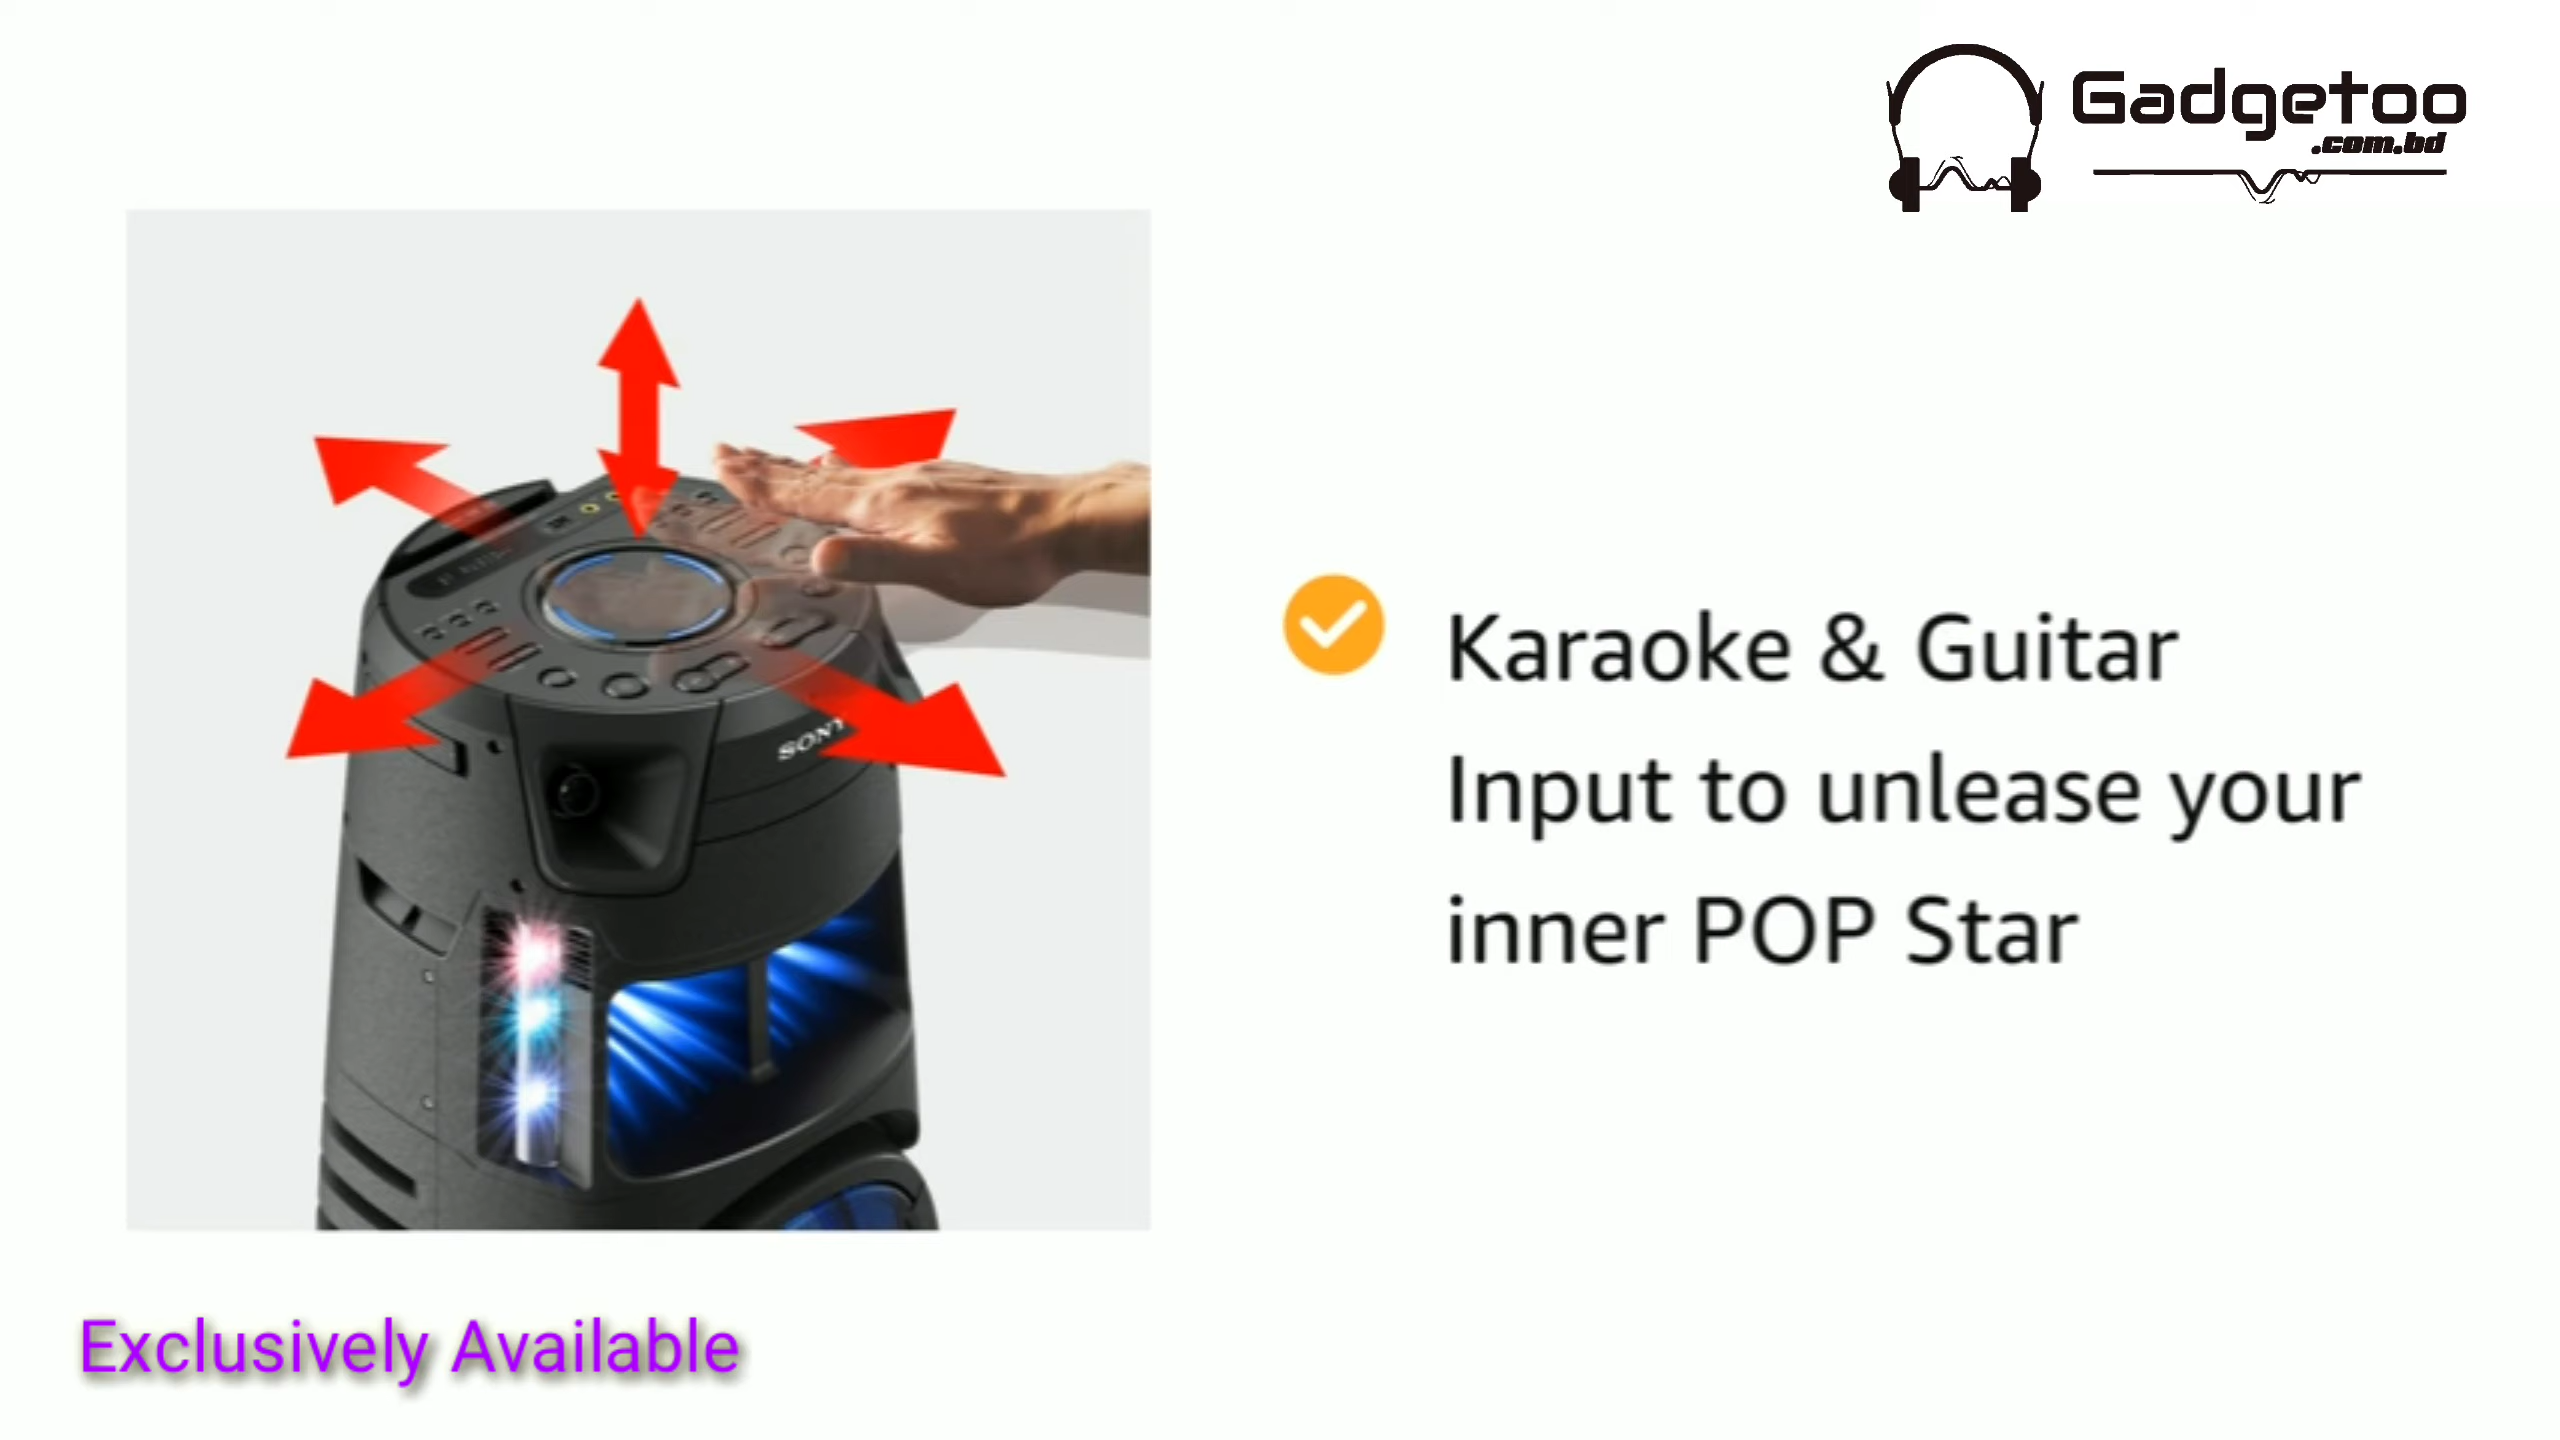 Gadgetoo
.com.bd
SONY
Karaoke & Guitar
Input to unlease your
inner POP Star
Exclusively Available